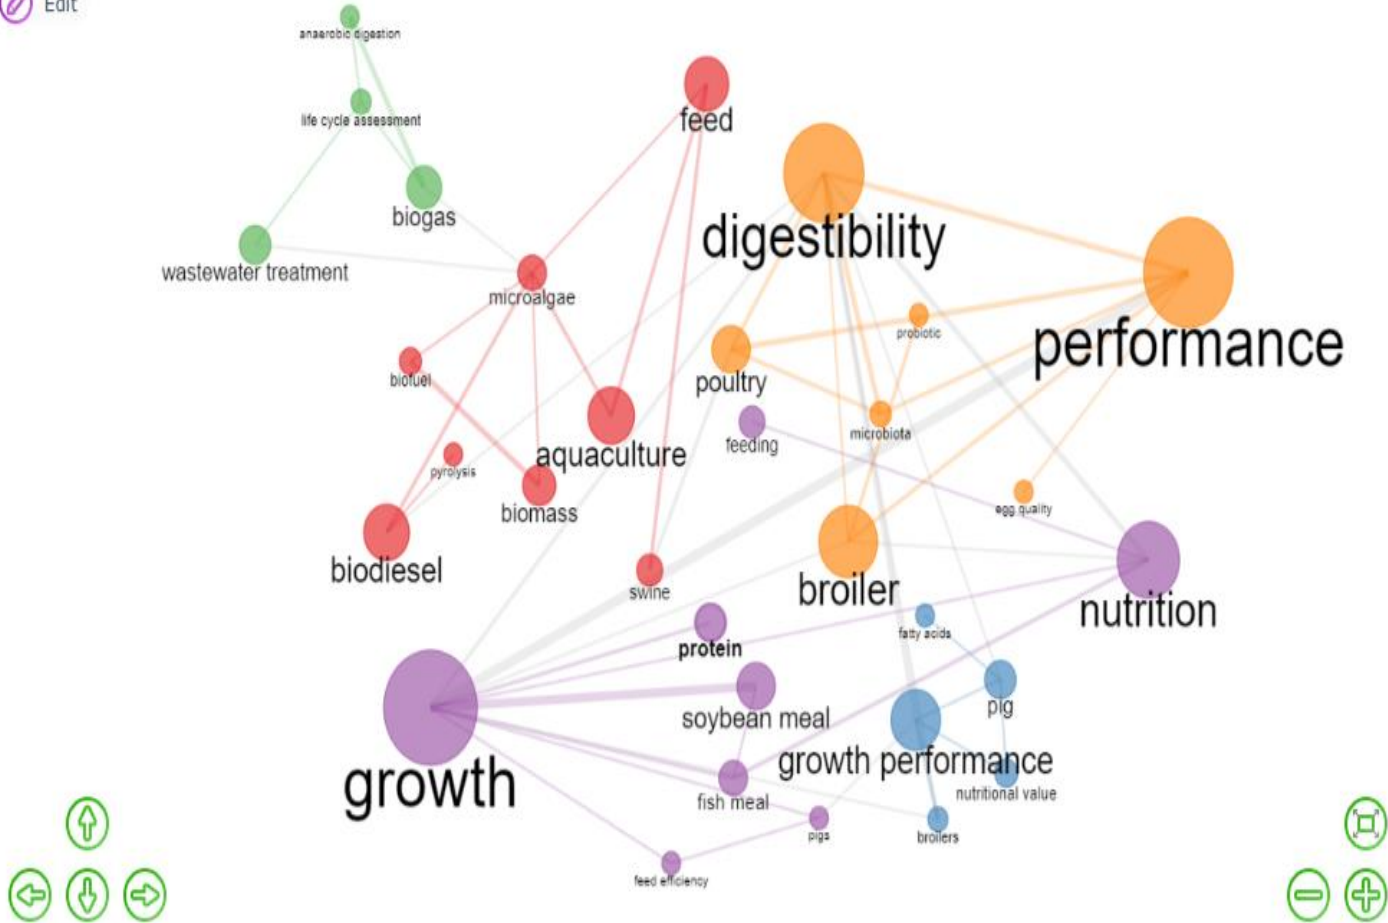 Edit
anaerobic digestion
life cycle assessment
feed
biogas
digestibility
wastewater treatment
microalgae
probiotic
performance
biofuel
poultry
feeding
microbiota
aquaculture
pyrolysis
biomass
egg quality
biodiesel
swine
broiler
nutrition
fatty acids
protein
pig
soybean meal
growth performance
growth
nutritional value
fish meal
pigs
broilers
feed efficiency